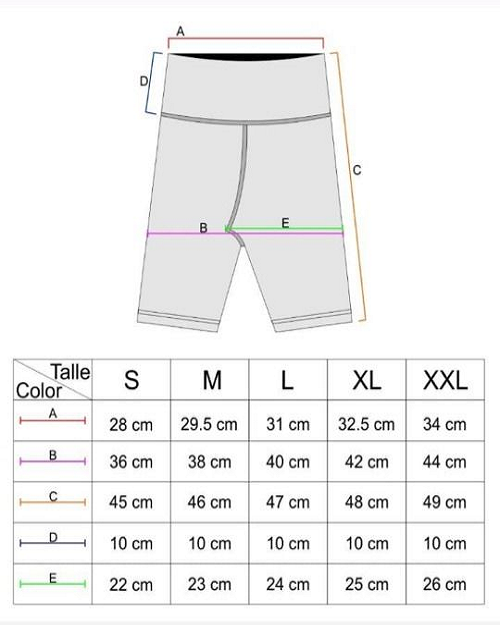 A
D
C
B
E
Talle
Color
S M L XL XXL
A 28 cm 29.5 cm 31 cm 32.5 cm 34 cm
B 36 cm 38 cm 40 cm 42 cm 44 cm
C 45 cm 46 cm 47 cm 48 cm 49 cm
D 10 cm 10 cm 10 cm 10 cm 10 cm
E 22 cm 23 cm 24 cm 25 cm 26 cm